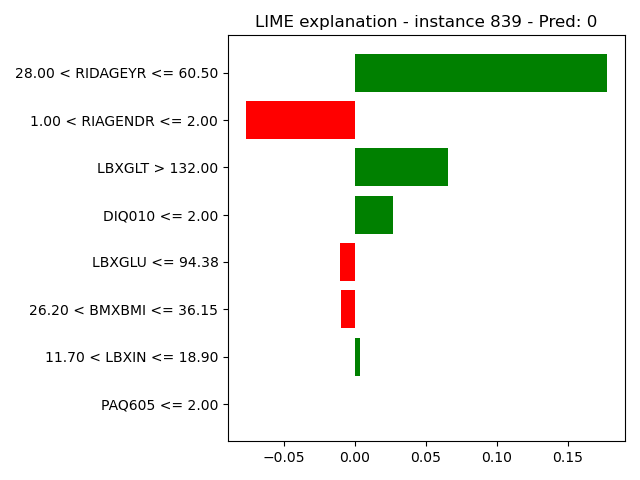 LIME explanation - instance 839 - Pred: 0
28.00 < RIDAGEYR <= 60.50
1.00 < RIAGENDR <= 2.00
LBXGLT > 132.00
DIQ010 <= 2.00
LBXGLU <= 94.38
26.20 < BMXBMI <= 36.15
11.70 < LBXIN <= 18.90
PAQ605 <= 2.00
−0.05 0.00 0.05 0.10 0.15